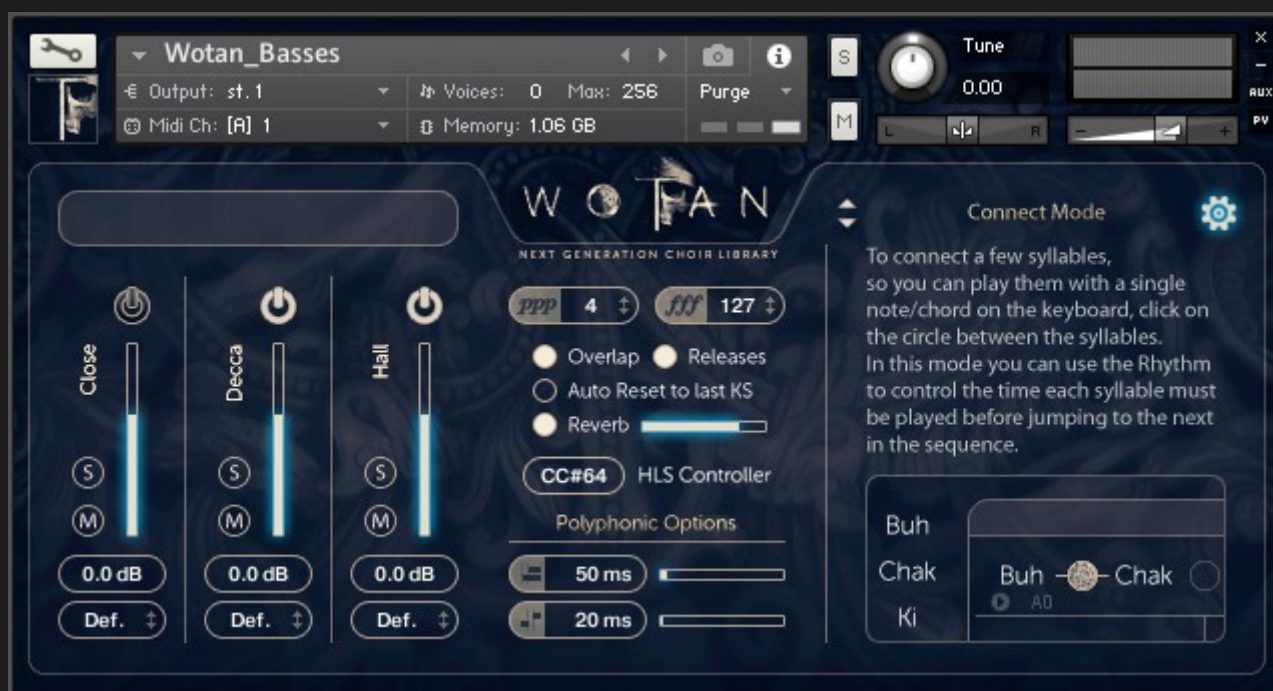 Wotan_Basses
S
Tune
0.00
Output: st.1
Voices: 0 Max: 256
Purge
Midi Ch: [A] 1
Memory: 1.06 GB
M
L
R
AUX
PV
WOTAN
NEXT GENERATION CHOIR LIBRARY
Connect Mode
To connect a few syllables,
so you can play them with a single
note/chord on the keyboard, click on
the circle between the syllables.
In this mode you can use the Rhythm
to control the time each syllable must
be played before jumping to the next
in the sequence.
Close
Decca
Hall
S
S
S
M
M
M
0.0 dB
0.0 dB
0.0 dB
Def.
Def.
Def.
ppp 4
fff 127
Overlap
Releases
Auto Reset to last KS
Reverb
CC#64 HLS Controller
Polyphonic Options
50 ms
20 ms
Buh
Chak
Ki
Buh Chak
A0